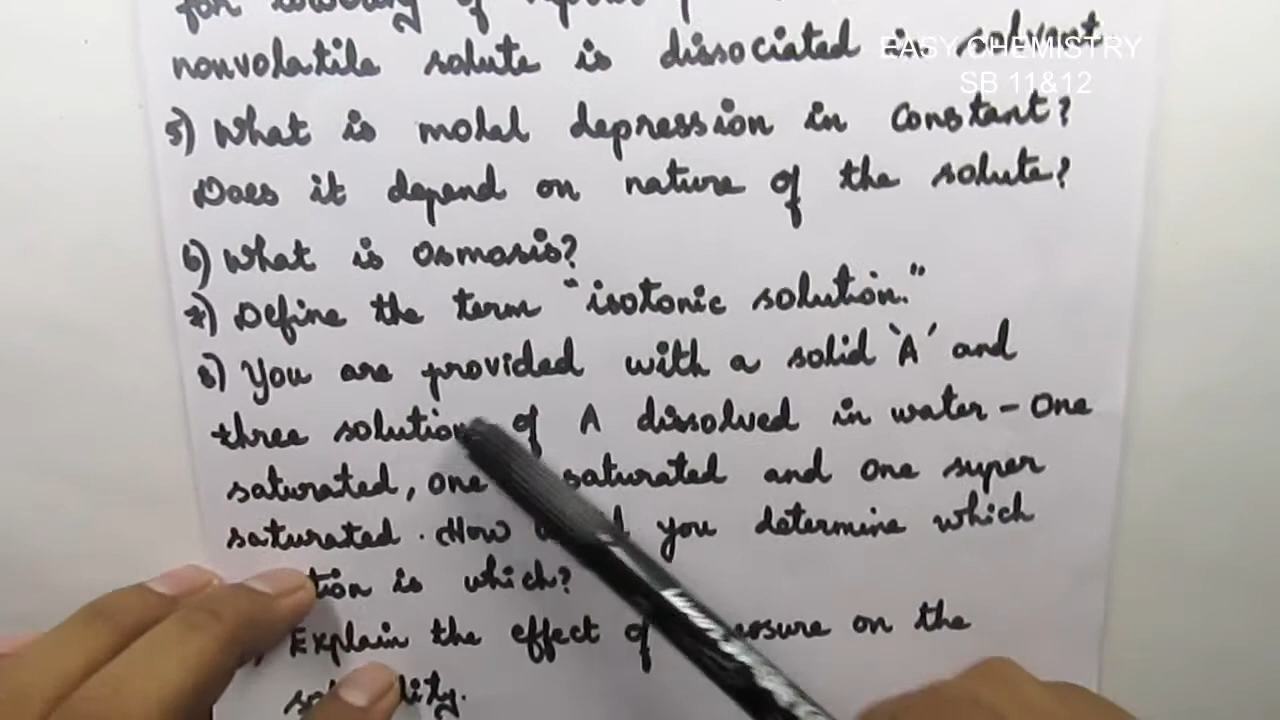 nonvolatile solute is dissociated in solvent
EASY CHEMISTRY
SB 11&12
5) What is molal depression in constant?
Does it depend on nature of the solute?
6) What is Osmosis?
7) Define the term "isotonic solution."
8) You are provided with a solid 'A' and
three solution of A dissolved in water - One
saturated, one saturated and one super
saturated. How you determine which
is which?
Explain the effect of on the